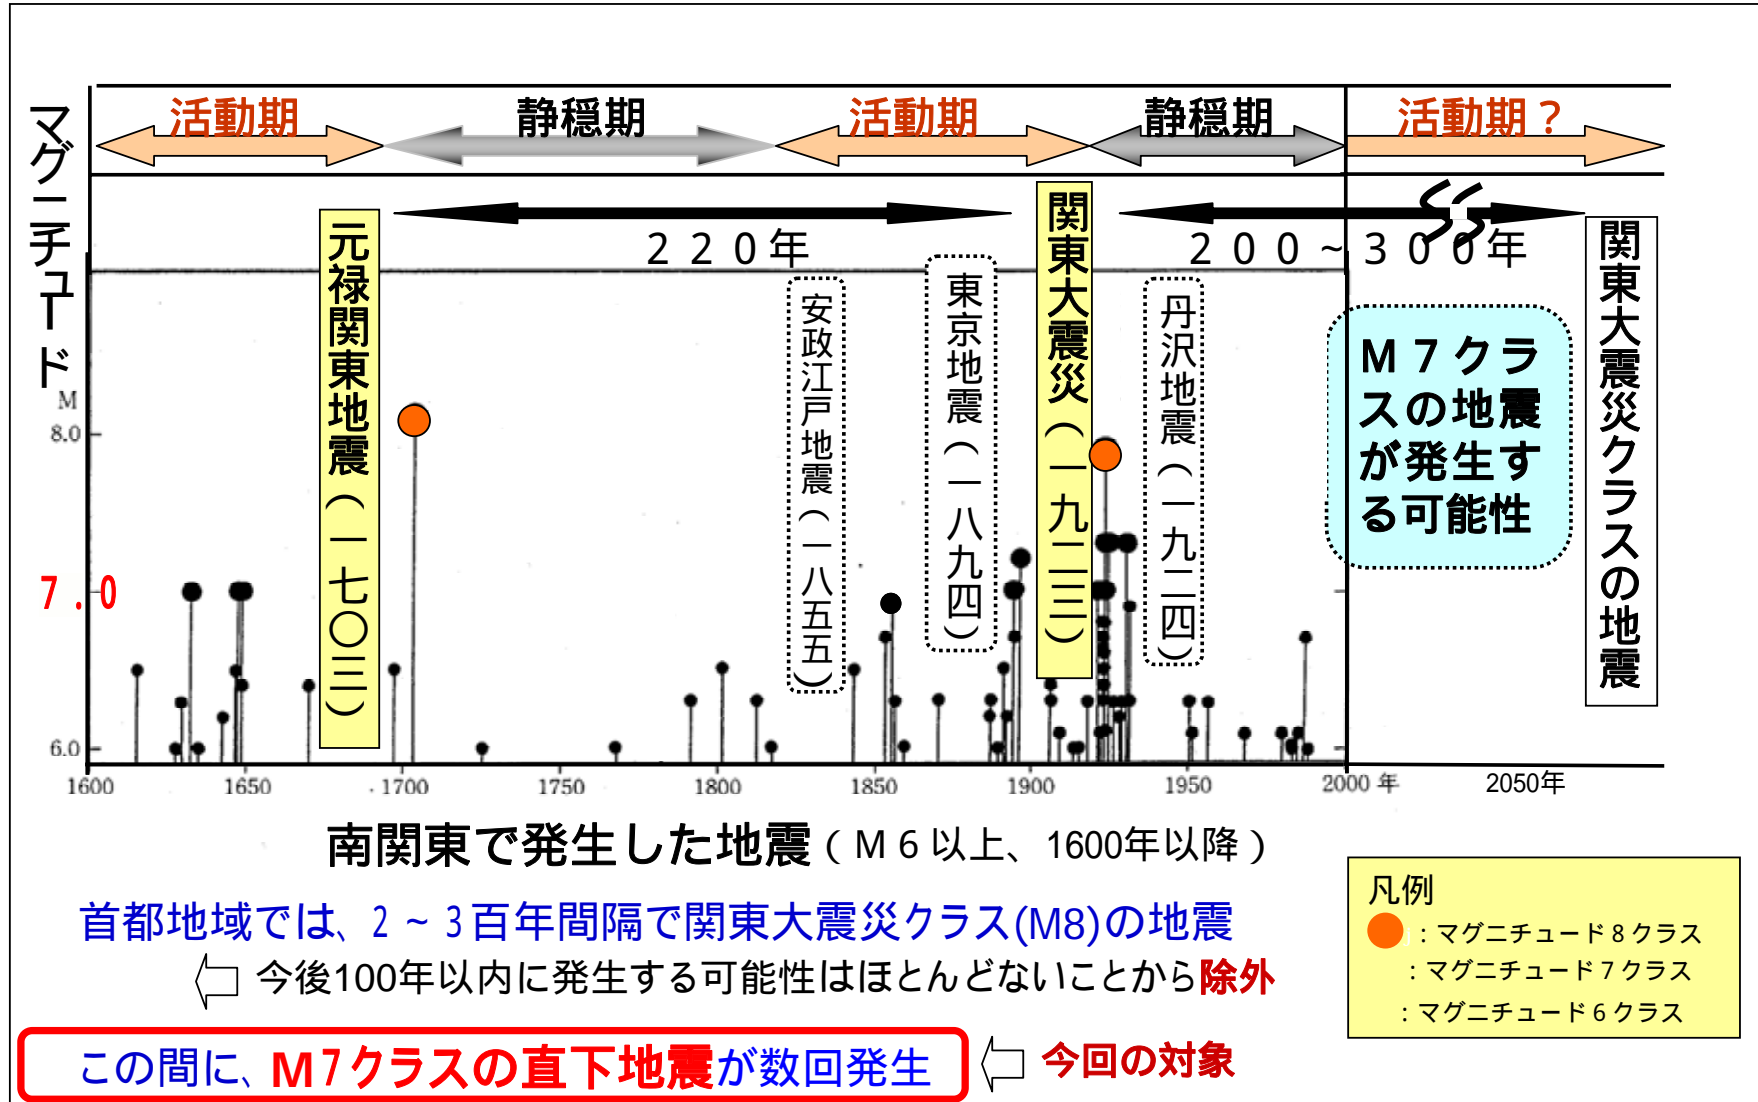 活動期
静穏期
活動期
静穏期
活動期？
マグニチュード
２２０年
２００～３００年
元禄関東地震（一七〇三）
安政江戸地震（一八五五）
東京地震（一八九四）
関東大震災（一九二三）
丹沢地震（一九二四）
M７クラ
スの地震
が発生す
る可能性
関東大震災クラスの地震
M
8.0
７.０
6.0
1600
1650
1700
1750
1800
1850
1900
1950
2000 年
2050年
南関東で発生した地震（Ｍ６以上、1600年以降）
首都地域では、２～３百年間隔で関東大震災クラス(M8)の地震
今後100年以内に発生する可能性はほとんどないことから除外
この間に、M７クラスの直下地震が数回発生
今回の対象
凡例
：マグニチュード８クラス
：マグニチュード７クラス
：マグニチュード６クラス